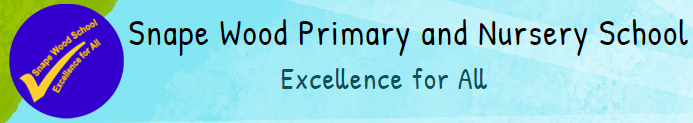 Snape Wood School
Excellence for All
Snape Wood Primary and Nursery School
Excellence for All